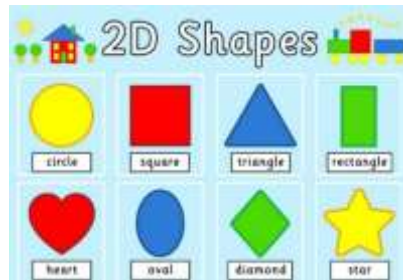 2D Shapes
circle square triangle rectangle
heart oval diamond star